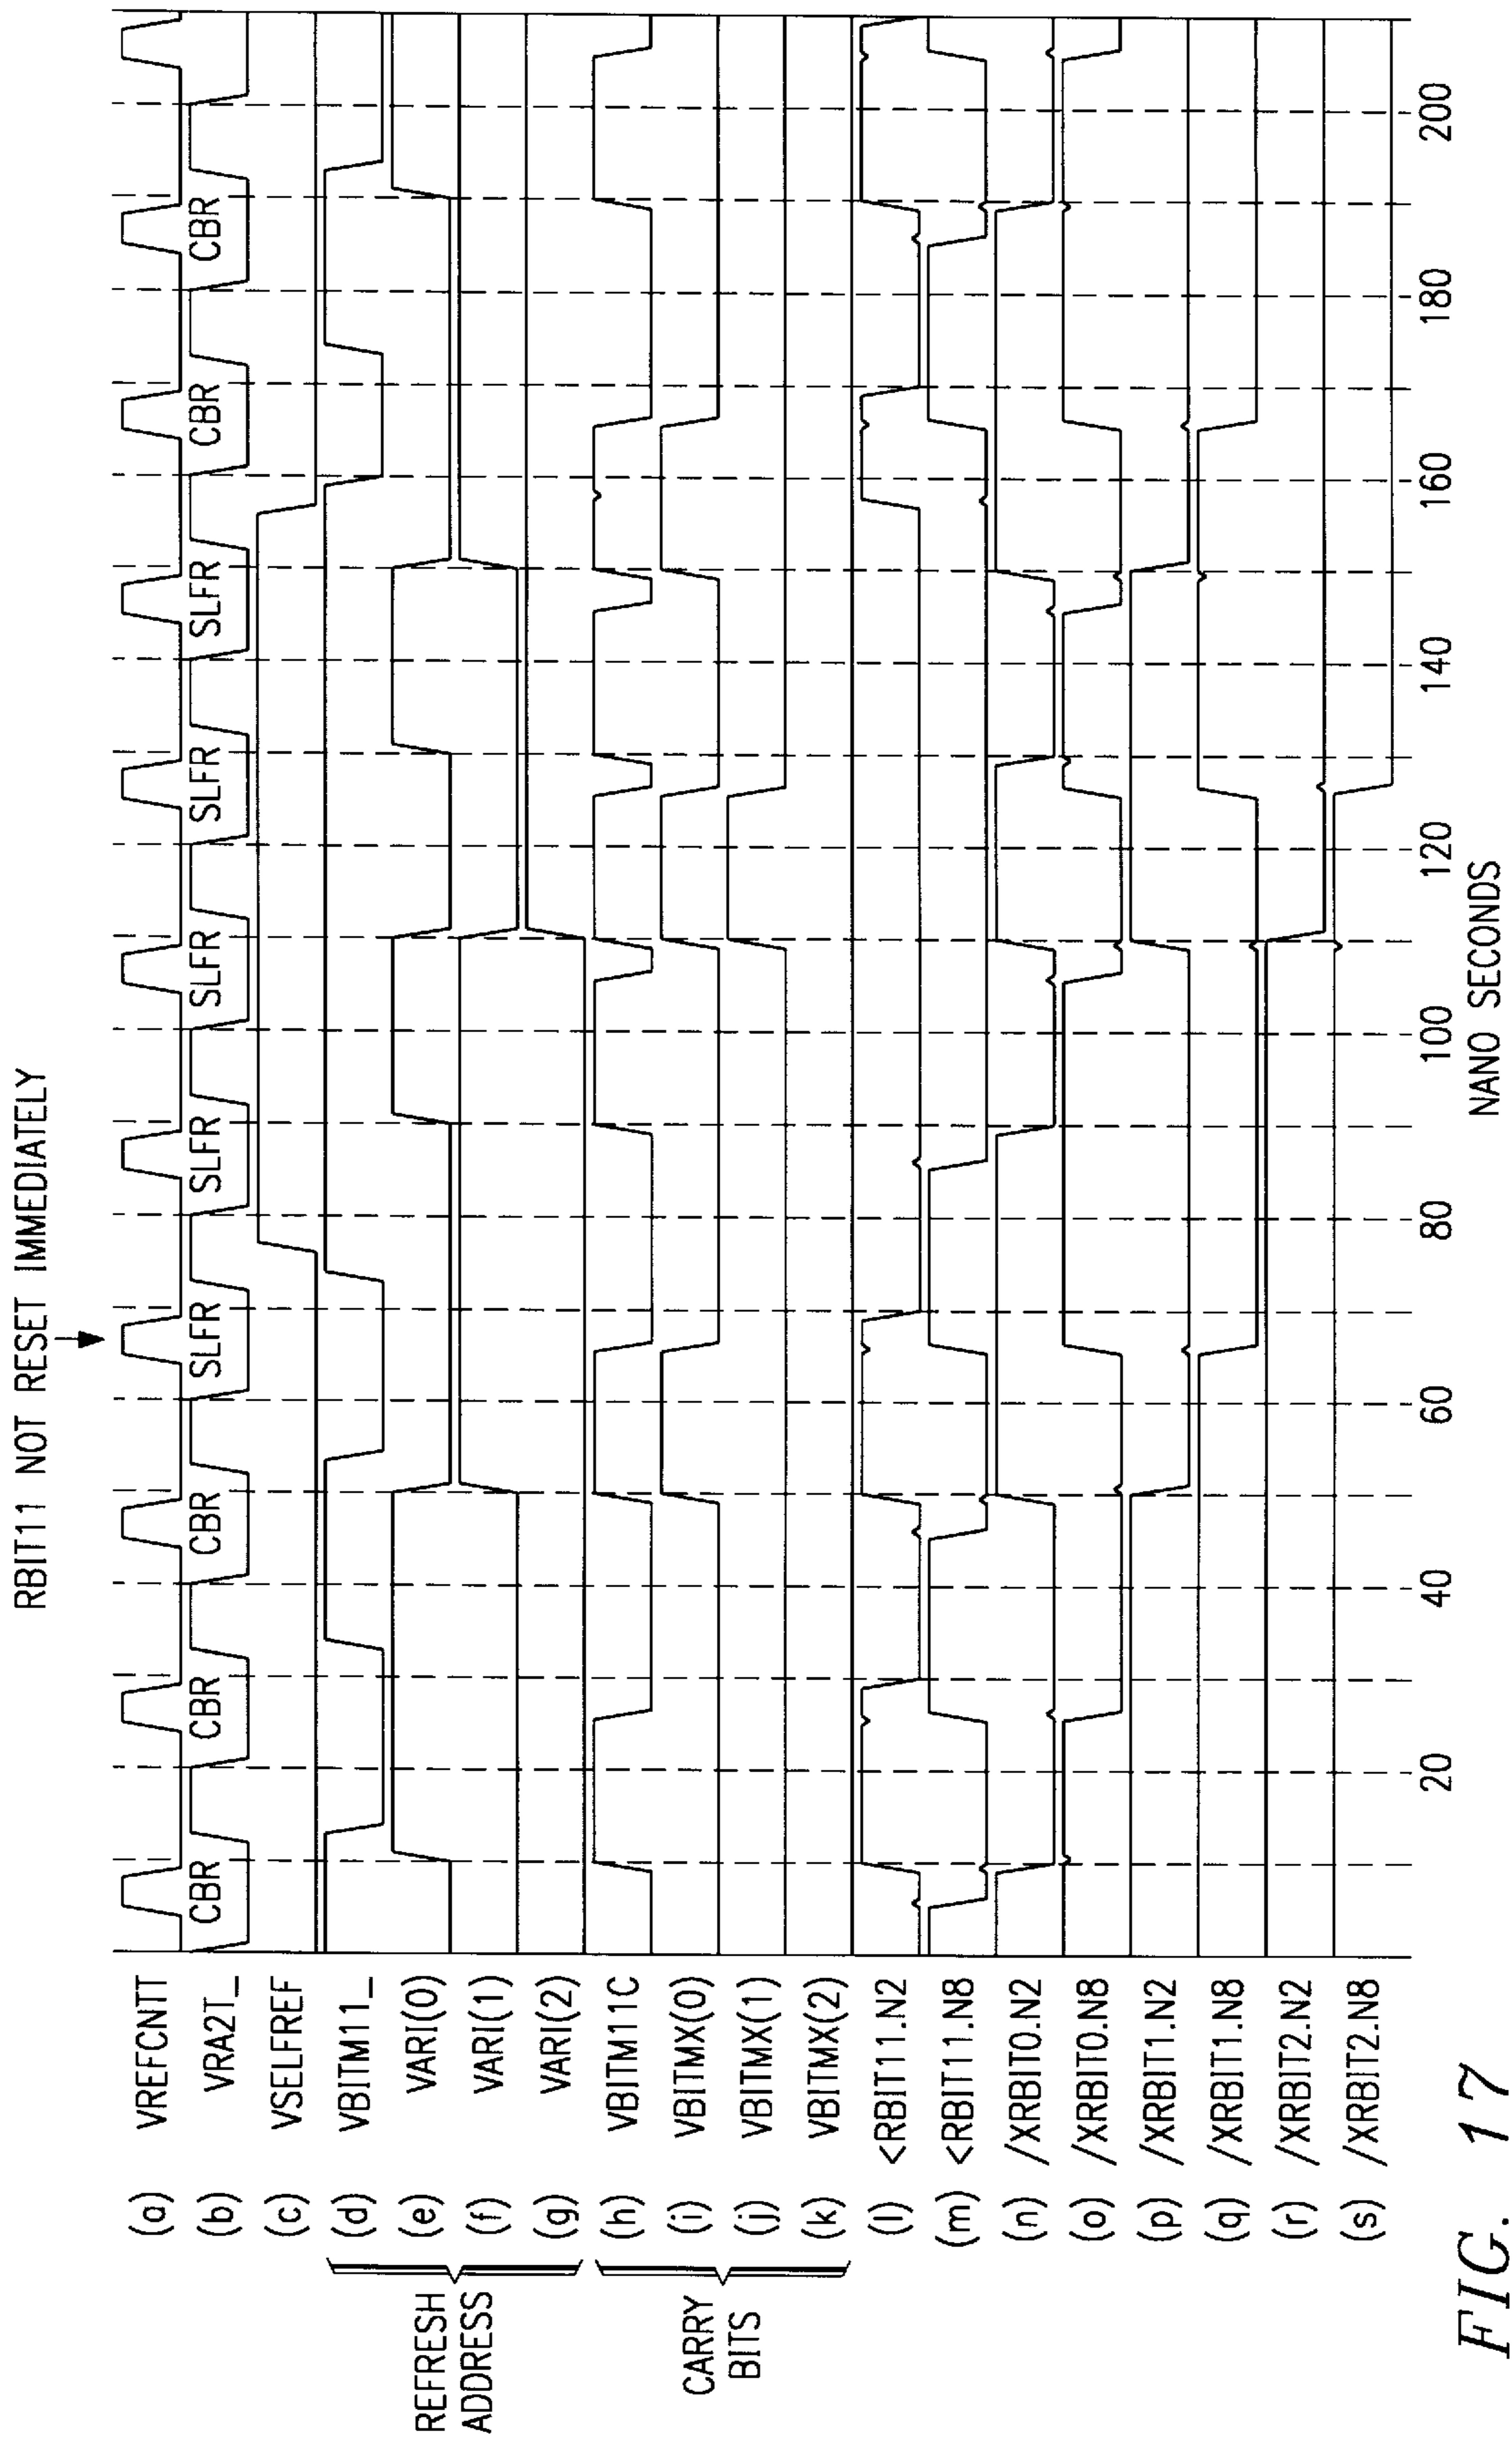 RBIT11 NOT RESET IMMEDIATELY
(a) VREFCNTT
(b) VRA2T_
CBR CBR CBR SLFR SLFR SLFR SLFR SLFR CBR CBR
(c) VSELFREF
(d) VBITM11_
(e) VARI(0)
(f) VARI(1)
(g) VARI(2)
REFRESH
ADDRESS
(h) VBITM11C
(i) VBITMX(0)
(j) VBITMX(1)
(k) VBITMX(2)
CARRY
BITS
(l) <RBIT11.N2
(m) <RBIT11.N8
(n) /XRBIT0.N2
(o) /XRBIT0.N8
(p) /XRBIT1.N2
(q) /XRBIT1.N8
(r) /XRBIT2.N2
(s) /XRBIT2.N8
20 40 60 80 100 120 140 160 180 200
NANO SECONDS
FIG. 17